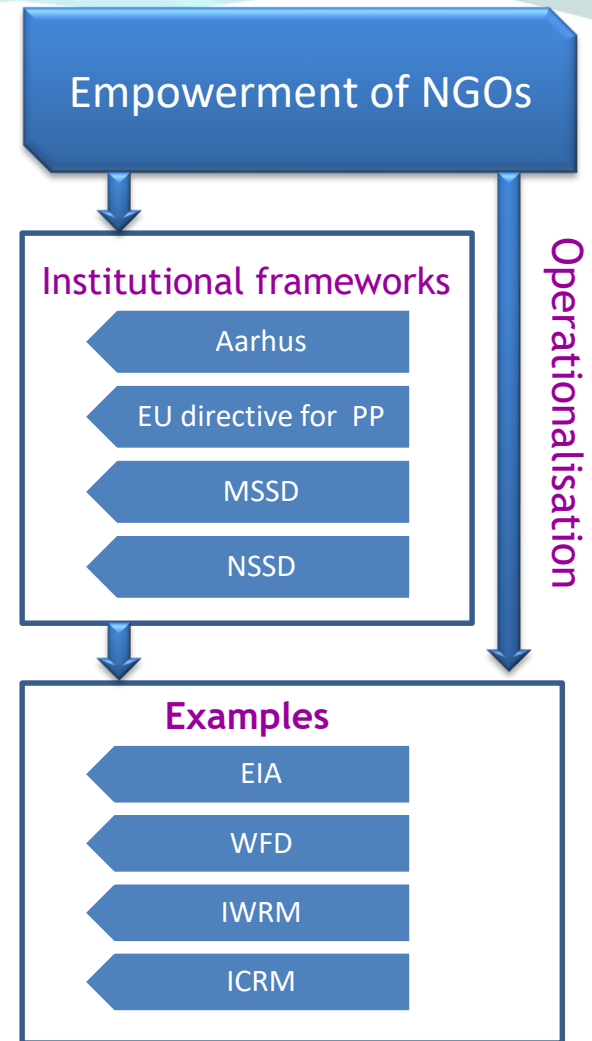 Empowerment of NGOs
Institutional frameworks
Aarhus
EU directive for PP
MSSD
NSSD
Operationalisation
Examples
EIA
WFD
IWRM
ICRM